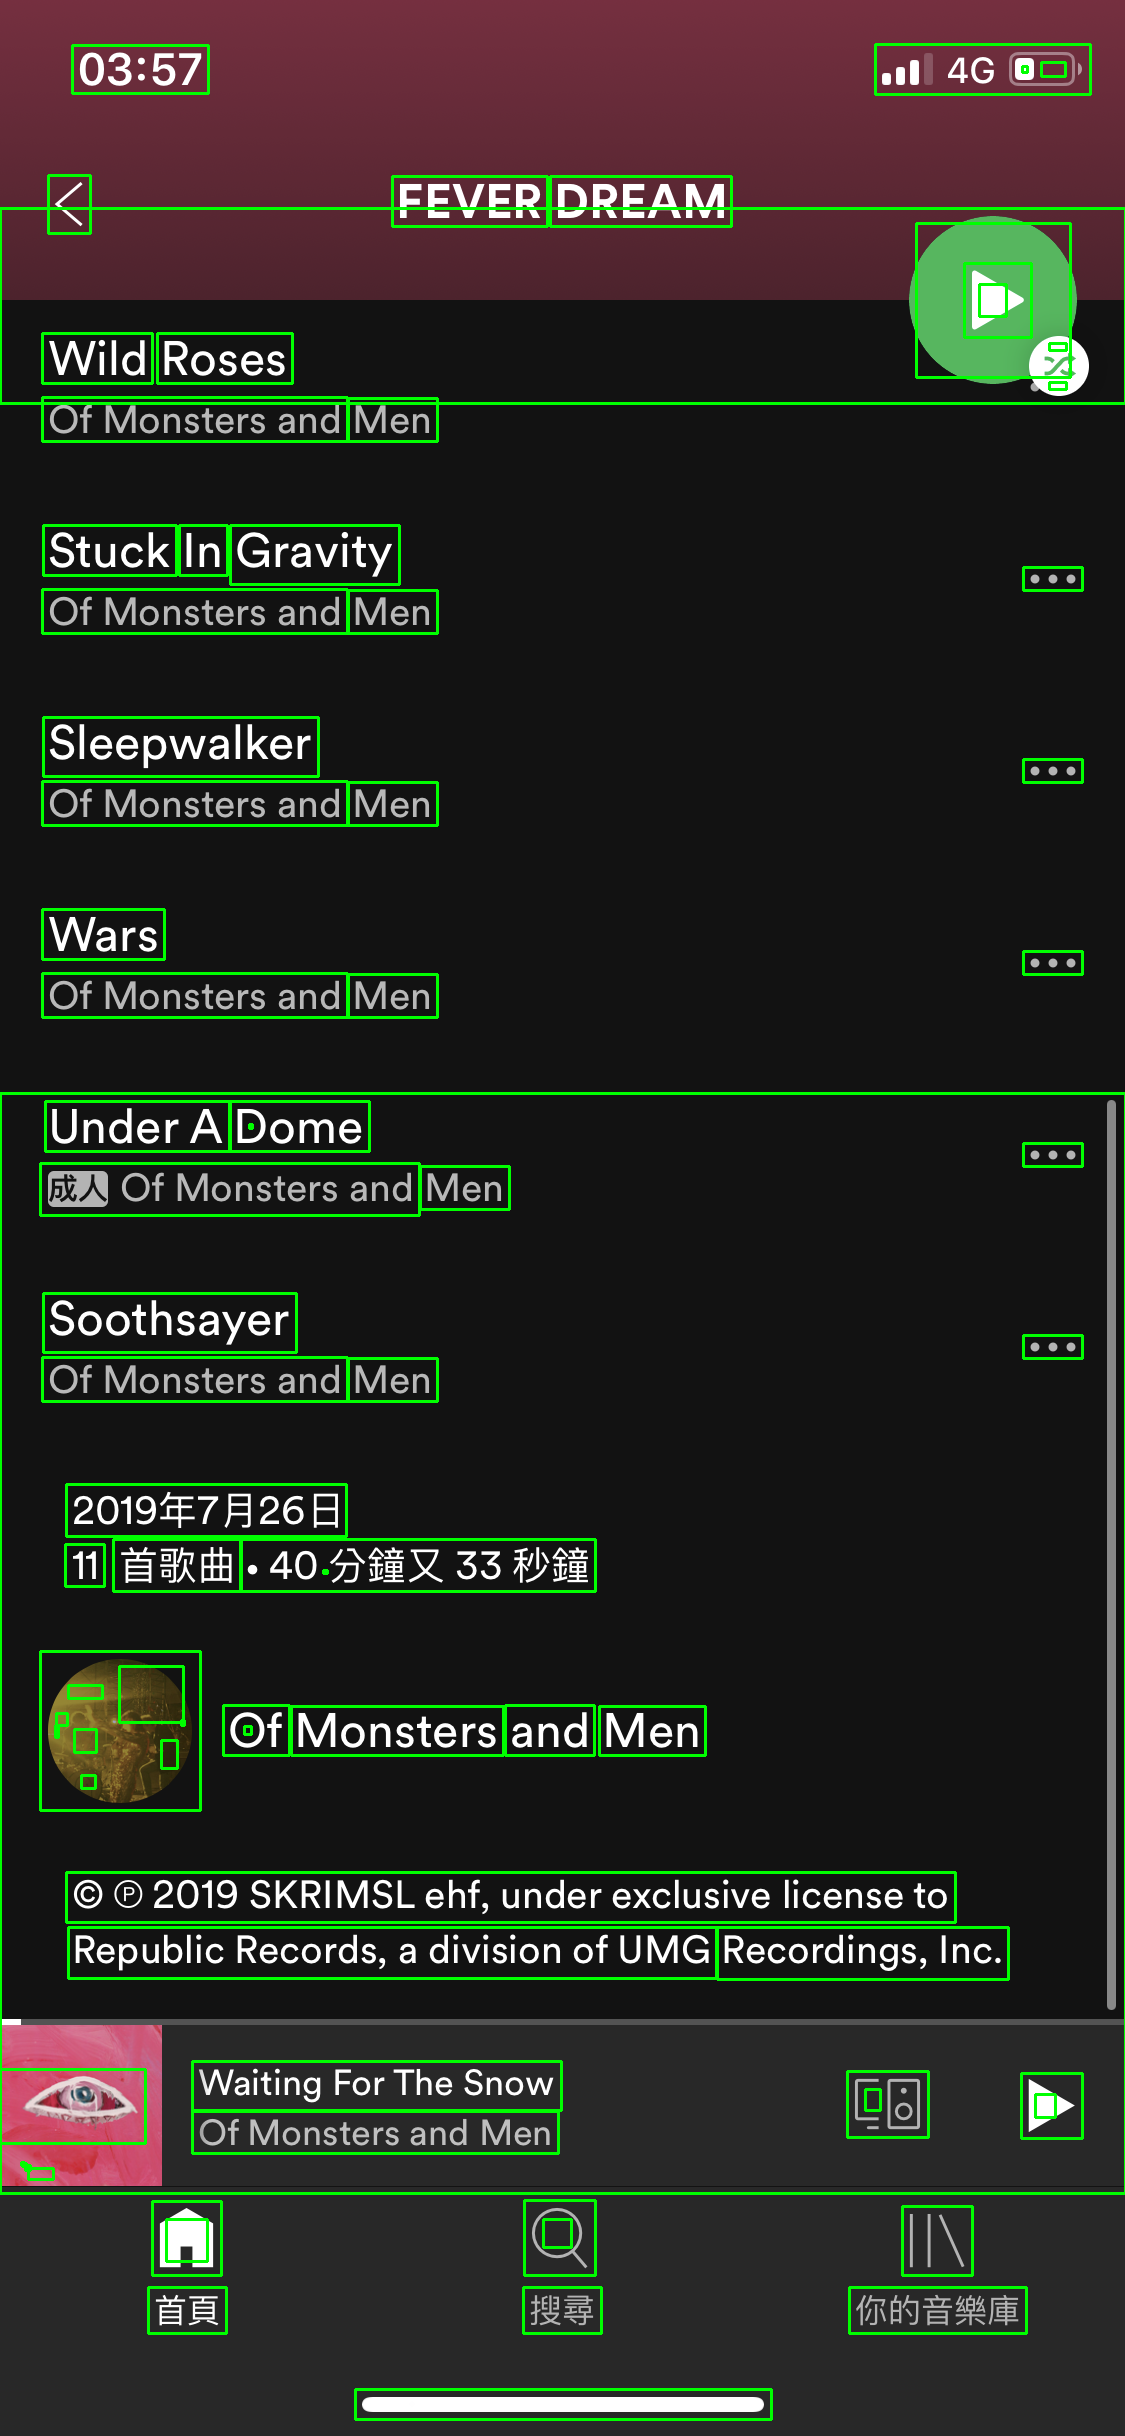 03:57
4G
FEVER DREAM
Wild Roses
Of Monsters and Men
Stuck In Gravity
Of Monsters and Men
Sleepwalker
Of Monsters and Men
Wars
Of Monsters and Men
Under A Dome
成人 Of Monsters and Men
Soothsayer
Of Monsters and Men
2019年7月26日
11 首歌曲 • 40 分鐘又 33 秒鐘
Of Monsters and Men
© ℗ 2019 SKRIMSL ehf, under exclusive license to
Republic Records, a division of UMG Recordings, Inc.
Waiting For The Snow
Of Monsters and Men
首頁
搜尋
你的音樂庫